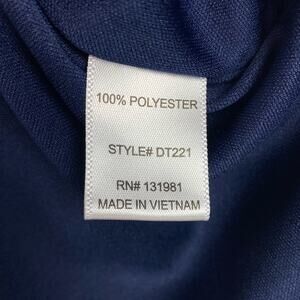 100% POLYESTER
STYLE# DT221
RN# 131981
MADE IN VIETNAM